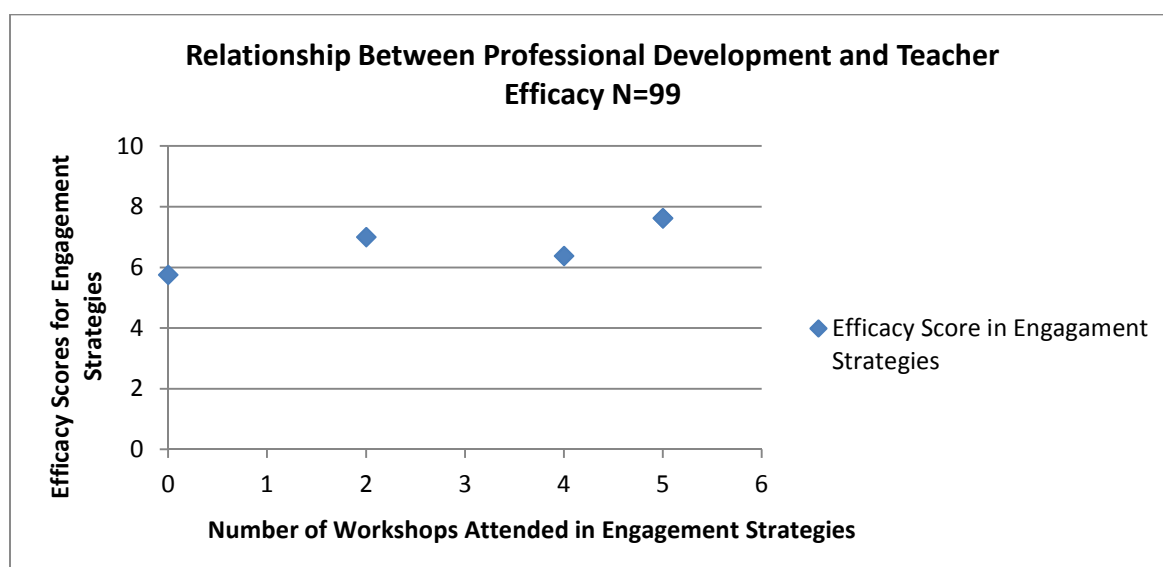 Relationship Between Professional Development and Teacher
Efficacy N=99
Efficacy Scores for Engagement
Strategies
10
8
6
4
2
0
0 1 2 3 4 5 6
Number of Workshops Attended in Engagement Strategies
Efficacy Score in Engagament
Strategies